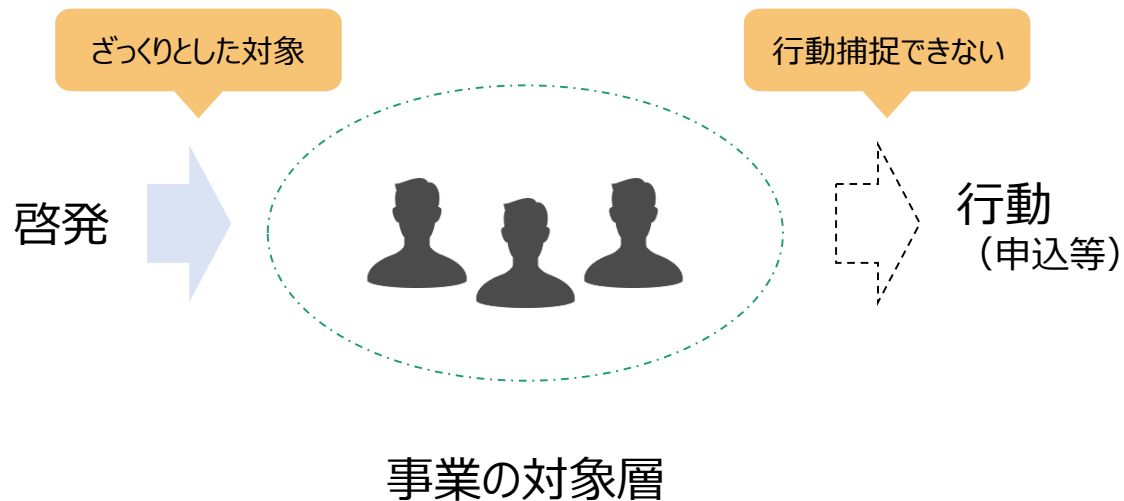 ざっくりとした対象
行動捕捉できない
啓発
行動
（申込等）
事業の対象層